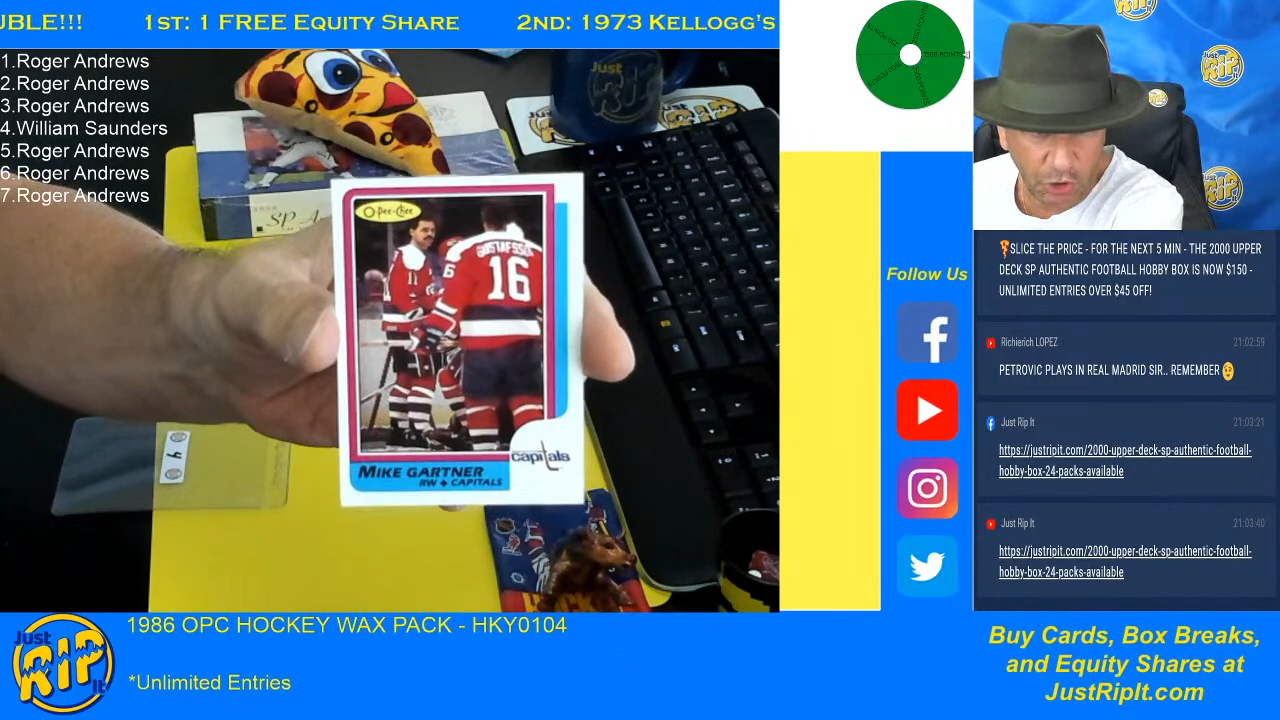 UBLE!!! 1st: 1 FREE Equity Share 2nd: 1973 Kellogg's
1.Roger Andrews
2.Roger Andrews
3.Roger Andrews
4.William Saunders
5.Roger Andrews
6.Roger Andrews
7.Roger Andrews
Just
RIP
SP A
O-Pee-Chee
GUSTAFSSO
16
11
capitals
MIKE GARTNER
RW ◆ CAPITALS
Follow Us
🍕SLICE THE PRICE - FOR THE NEXT 5 MIN - THE 2000 UPPER
DECK SP AUTHENTIC FOOTBALL HOBBY BOX IS NOW $150 -
UNLIMITED ENTRIES OVER $45 OFF!
Richierich LOPEZ 21:02:59
PETROVIC PLAYS IN REAL MADRID SIR.. REMEMBER
Just Rip It 21:03:21
https://justripit.com/2000-upper-deck-sp-authentic-football-
hobby-box-24-packs-available
Just Rip It 21:03:40
https://justripit.com/2000-upper-deck-sp-authentic-football-
hobby-box-24-packs-available
Just
RIP
It
1986 OPC HOCKEY WAX PACK - HKY0104
*Unlimited Entries
Buy Cards, Box Breaks,
and Equity Shares at
JustRipIt.com